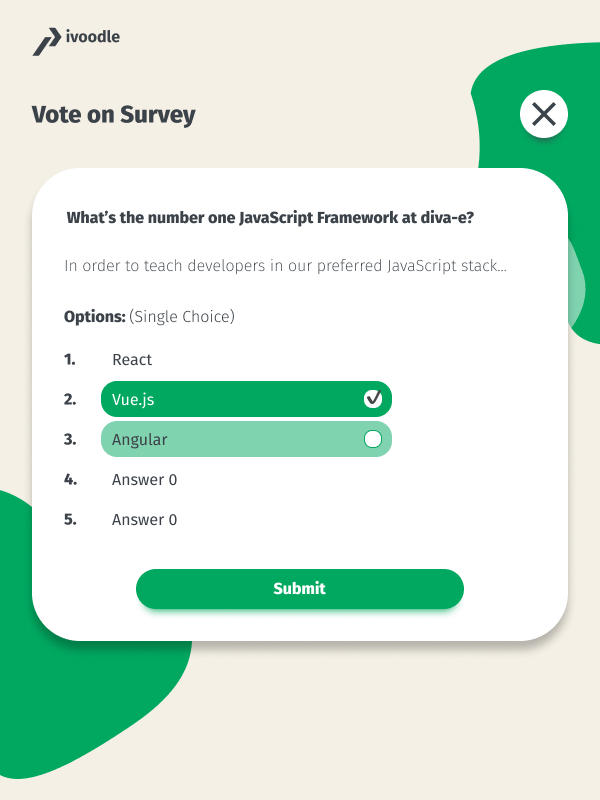 ivoodle
Vote on Survey
What's the number one JavaScript Framework at diva-e?
In order to teach developers in our preferred JavaScript stack...
Options: (Single Choice)
1. React
2. Vue.js
3. Angular
4. Answer 0
5. Answer 0
Submit